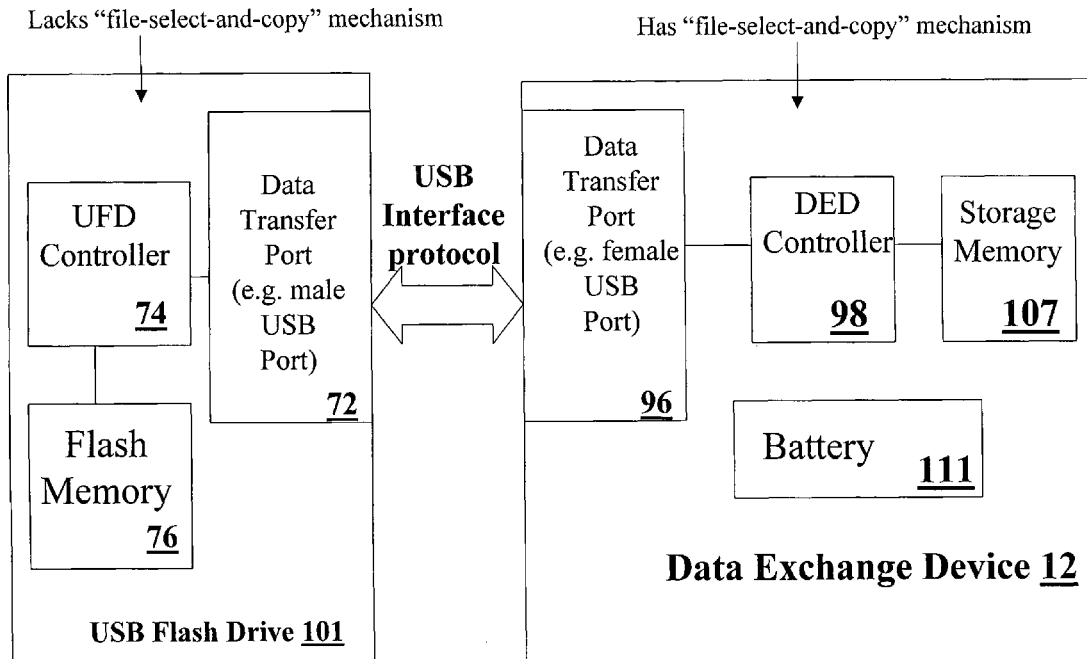 Lacks “file-select-and-copy” mechanism
Has “file-select-and-copy” mechanism
UFD
Controller
74
Data
Transfer
Port
(e.g. male
USB
Port)
72
Flash
Memory
76
USB Flash Drive 101
USB
Interface
protocol
Data
Transfer
Port
(e.g. female
USB
Port)
96
DED
Controller
98
Storage
Memory
107
Battery
111
Data Exchange Device 12